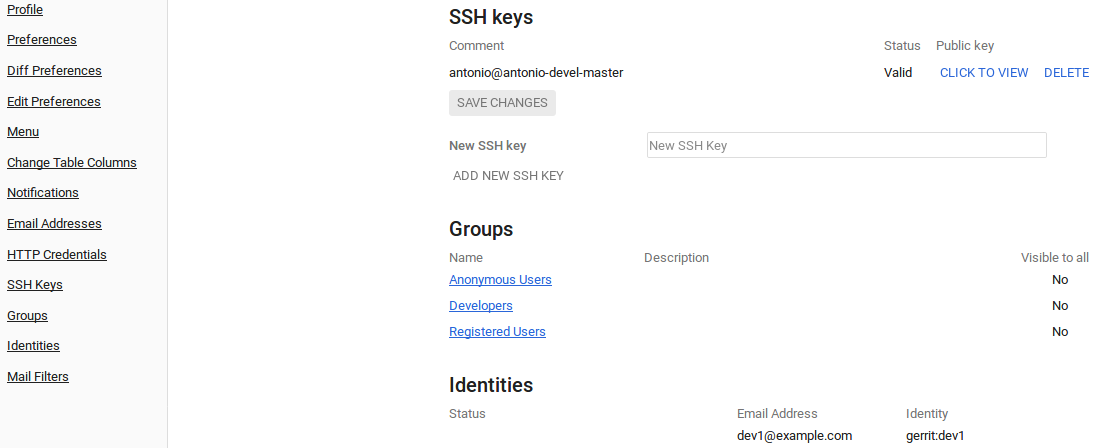 Profile
Preferences
Diff Preferences
Edit Preferences
Menu
Change Table Columns
Notifications
Email Addresses
HTTP Credentials
SSH Keys
Groups
Identities
Mail Filters
SSH keys
Comment Status Public key
antonio@antonio-devel-master Valid CLICK TO VIEW DELETE
SAVE CHANGES
New SSH key New SSH Key
ADD NEW SSH KEY
Groups
Name Description Visible to all
Anonymous Users No
Developers No
Registered Users No
Identities
Status Email Address Identity
dev1@example.com gerrit:dev1